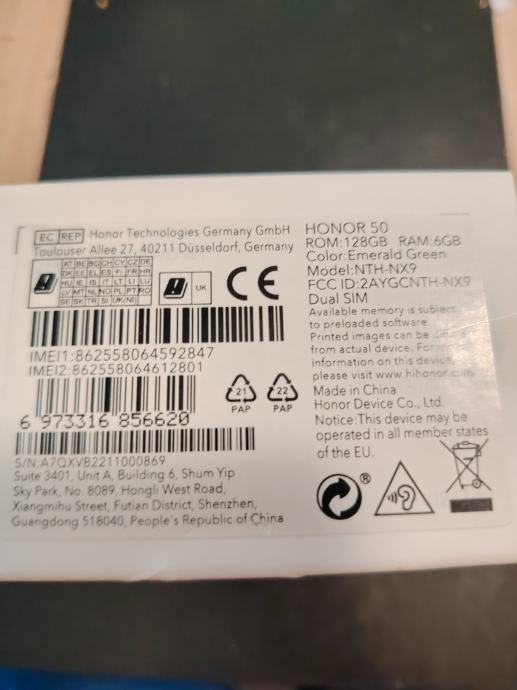 EC REP Honor Technologies Germany GmbH
Toulouser Allee 27, 40211 Düsseldorf, Germany
AT BE BG CH CY CZ DE
DK EE EL ES FI FR HR
HU IE IS IT LT LI LU
LV MT NL NO PL PT RO
SE SK TR SI UK(NI)
UK
CE
IMEI1:862558064592847
IMEI2:862558064612801
6 973316 856620
21
PAP
22
PAP
S/N:A7QXVB2211000869
Suite 3401, Unit A, Building 6, Shum Yip
Sky Park, No. 8089, Hongli West Road,
Xiangmihu Street, Futian District, Shenzhen,
Guangdong 518040, People's Republic of China
HONOR 50
ROM:128GB RAM:6GB
Color:Emerald Green
Model:NTH-NX9
FCC ID:2AYGCNTH-NX9
Dual SIM
Available memory is subject
to preloaded software.
Printed images can be
from actual device. For
information on this device,
please visit www.hihonor.com
Made in China
Honor Device Co., Ltd.
Notice:This device may be
operated in all member states
of the EU.
®